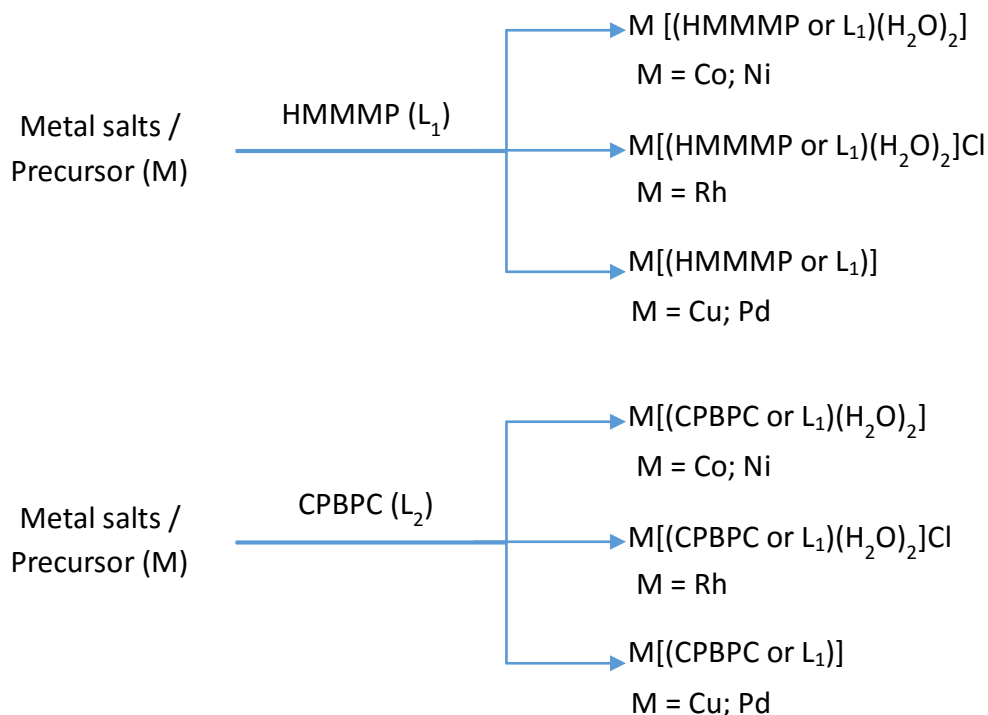 M [(HMMMP or L₁)(H₂O)₂]
M = Co; Ni
Metal salts /
Precursor (M)
HMMMP (L₁)
M[(HMMMP or L₁)(H₂O)₂]Cl
M = Rh
M[(HMMMP or L₁)]
M = Cu; Pd
M[(CPBPC or L₁)(H₂O)₂]
M = Co; Ni
Metal salts /
Precursor (M)
CPBPC (L₂)
M[(CPBPC or L₁)(H₂O)₂]Cl
M = Rh
M[(CPBPC or L₁)]
M = Cu; Pd